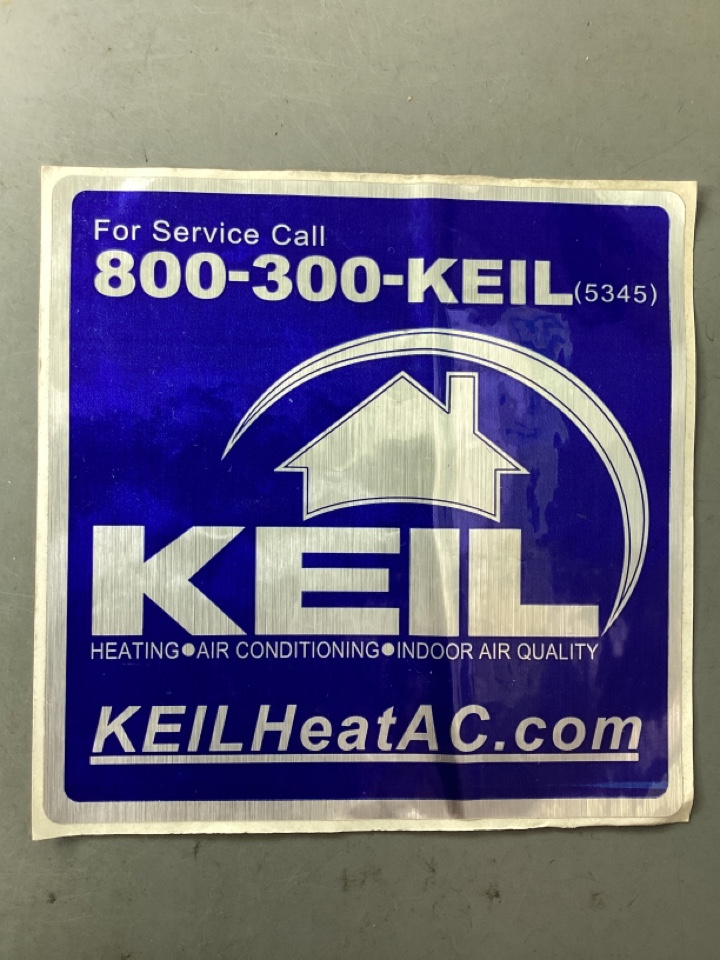 For Service Call
800-300-KEIL(5345)
KEIL
HEATING●AIR CONDITIONING●INDOOR AIR QUALITY
KEILHeatAC.com